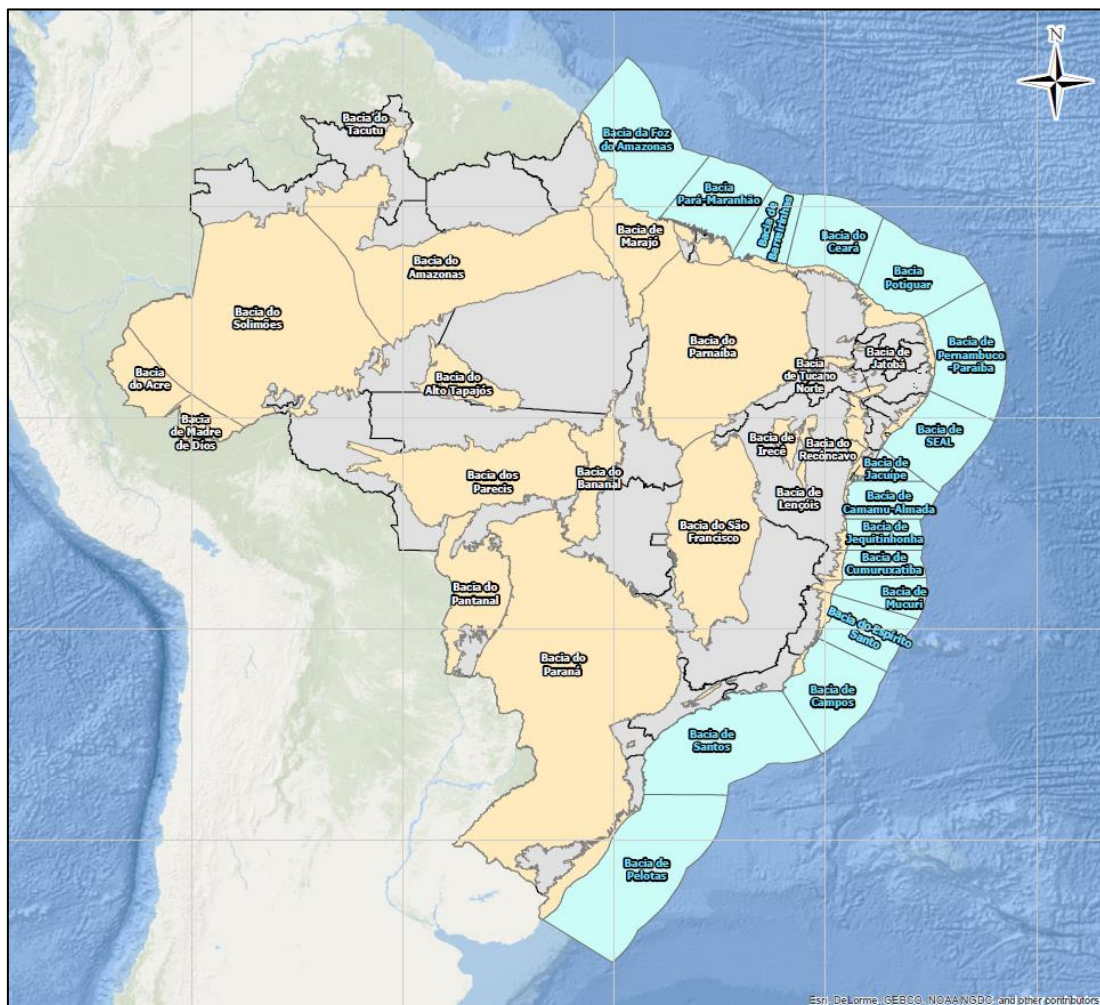 N
Bacia do
Tacutu
Bacia da Foz
do Amazonas
Bacia
Pará-Maranhão
Bacia de
Barreirinhas
Bacia do
Ceará
Bacia de
Marajó
Bacia do
Amazonas
Bacia
Potiguar
Bacia do
Solimões
Bacia do
Parnaíba
Bacia de
Pernambuco
-Paraíba
Bacia de
Jatobá
Bacia
de Tucano
Norte
Bacia
do Acre
Bacia do
Alto Tapajós
Bacia
de Madre
de Dios
Bacia de
SEAL
Bacia de
Irecê
Bacia do
Recôncavo
Bacia de
Jacuípe
Bacia dos
Parecis
Bacia do
Bananal
Bacia de
Lençóis
Bacia de
Camamu-Almada
Bacia do São
Francisco
Bacia de
Jequitinhonha
Bacia de
Cumuruxatiba
Bacia do
Pantanal
Bacia de
Mucuri
Bacia do Espírito
Santo
Bacia do
Paraná
Bacia de
Campos
Bacia de
Santos
Bacia de
Pelotas
Esri, DeLorme, GEBCO, NOAA NGDC, and other contributors